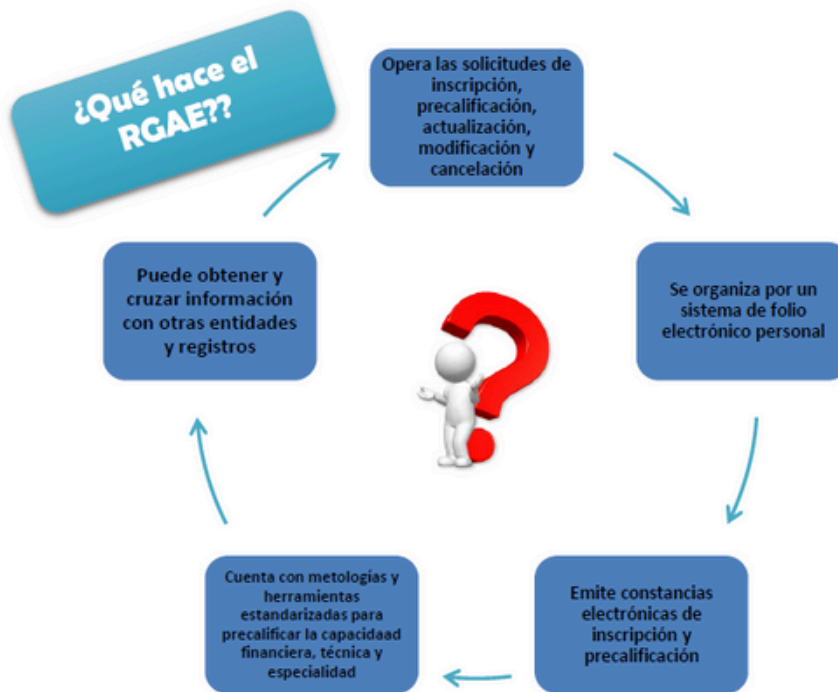 ¿Qué hace el
RGAE??
Opera las solicitudes de
inscripción,
precalificación,
actualización,
modificación y
cancelación
Se organiza por un
sistema de folio
electrónico personal
Emite constancias
electrónicas de
inscripción y
precalificación
Cuenta con metologías y
herramientas
estandarizadas para
precalificar la capacidaad
financiera, técnica y
especialidad
Puede obtener y
cruzar información
con otras entidades
y registros